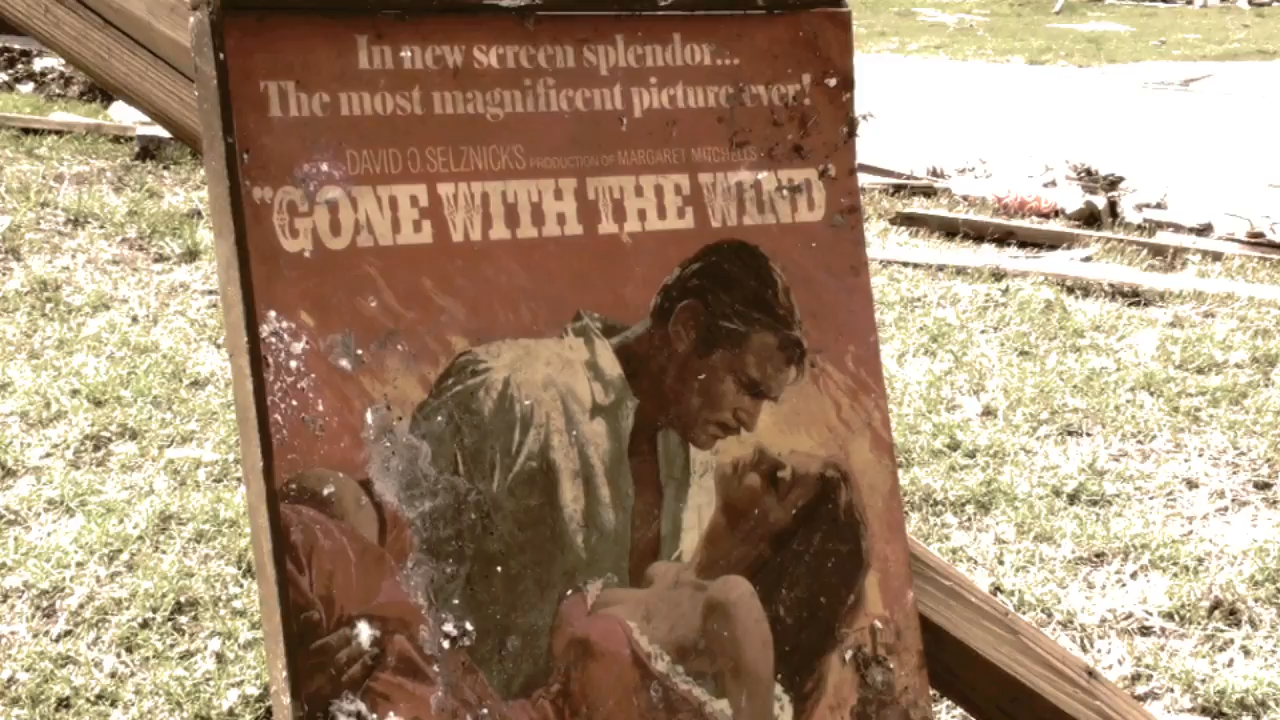 In new screen splendor...
The most magnificent picture ever!
DAVID O. SELZNICK'S PRODUCTION OF MARGARET MITCHELL'S
"GONE WITH THE WIND"